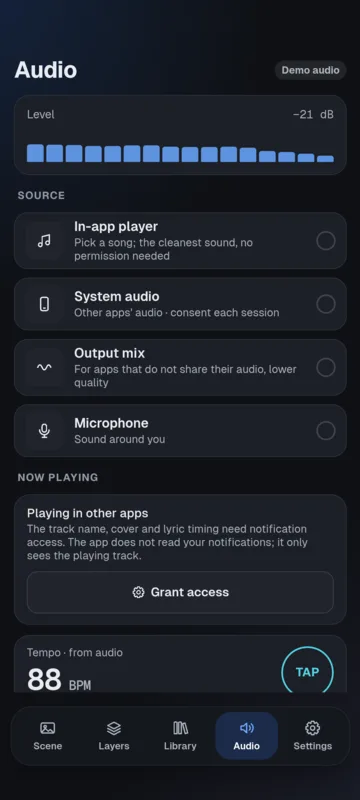 Audio
Demo audio
Level
−21 dB
SOURCE
In-app player
Pick a song; the cleanest sound, no
permission needed
System audio
Other apps' audio · consent each session
Output mix
For apps that do not share their audio, lower
quality
Microphone
Sound around you
NOW PLAYING
Playing in other apps
The track name, cover and lyric timing need notification
access. The app does not read your notifications; it only
sees the playing track.
Grant access
Tempo · from audio
88 BPM
TAP
Scene
Layers
Library
Audio
Settings